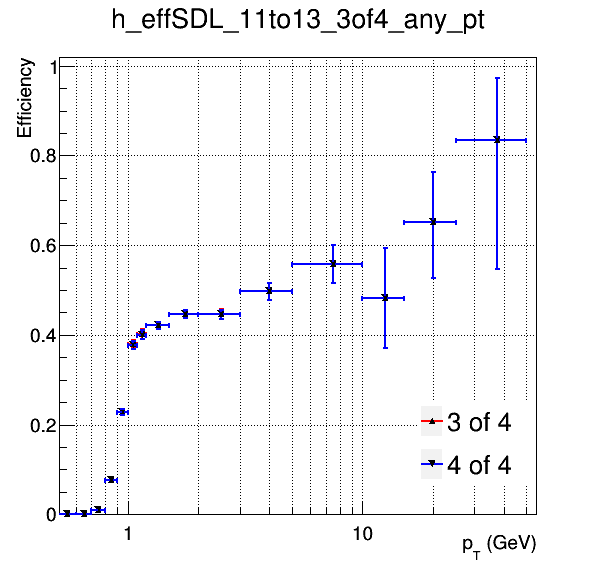 h_effSDL_11to13_3of4_any_pt
Efficiency
1
0.8
0.6
0.4
0.2
0
3 of 4
4 of 4
1
10
p_T (GeV)